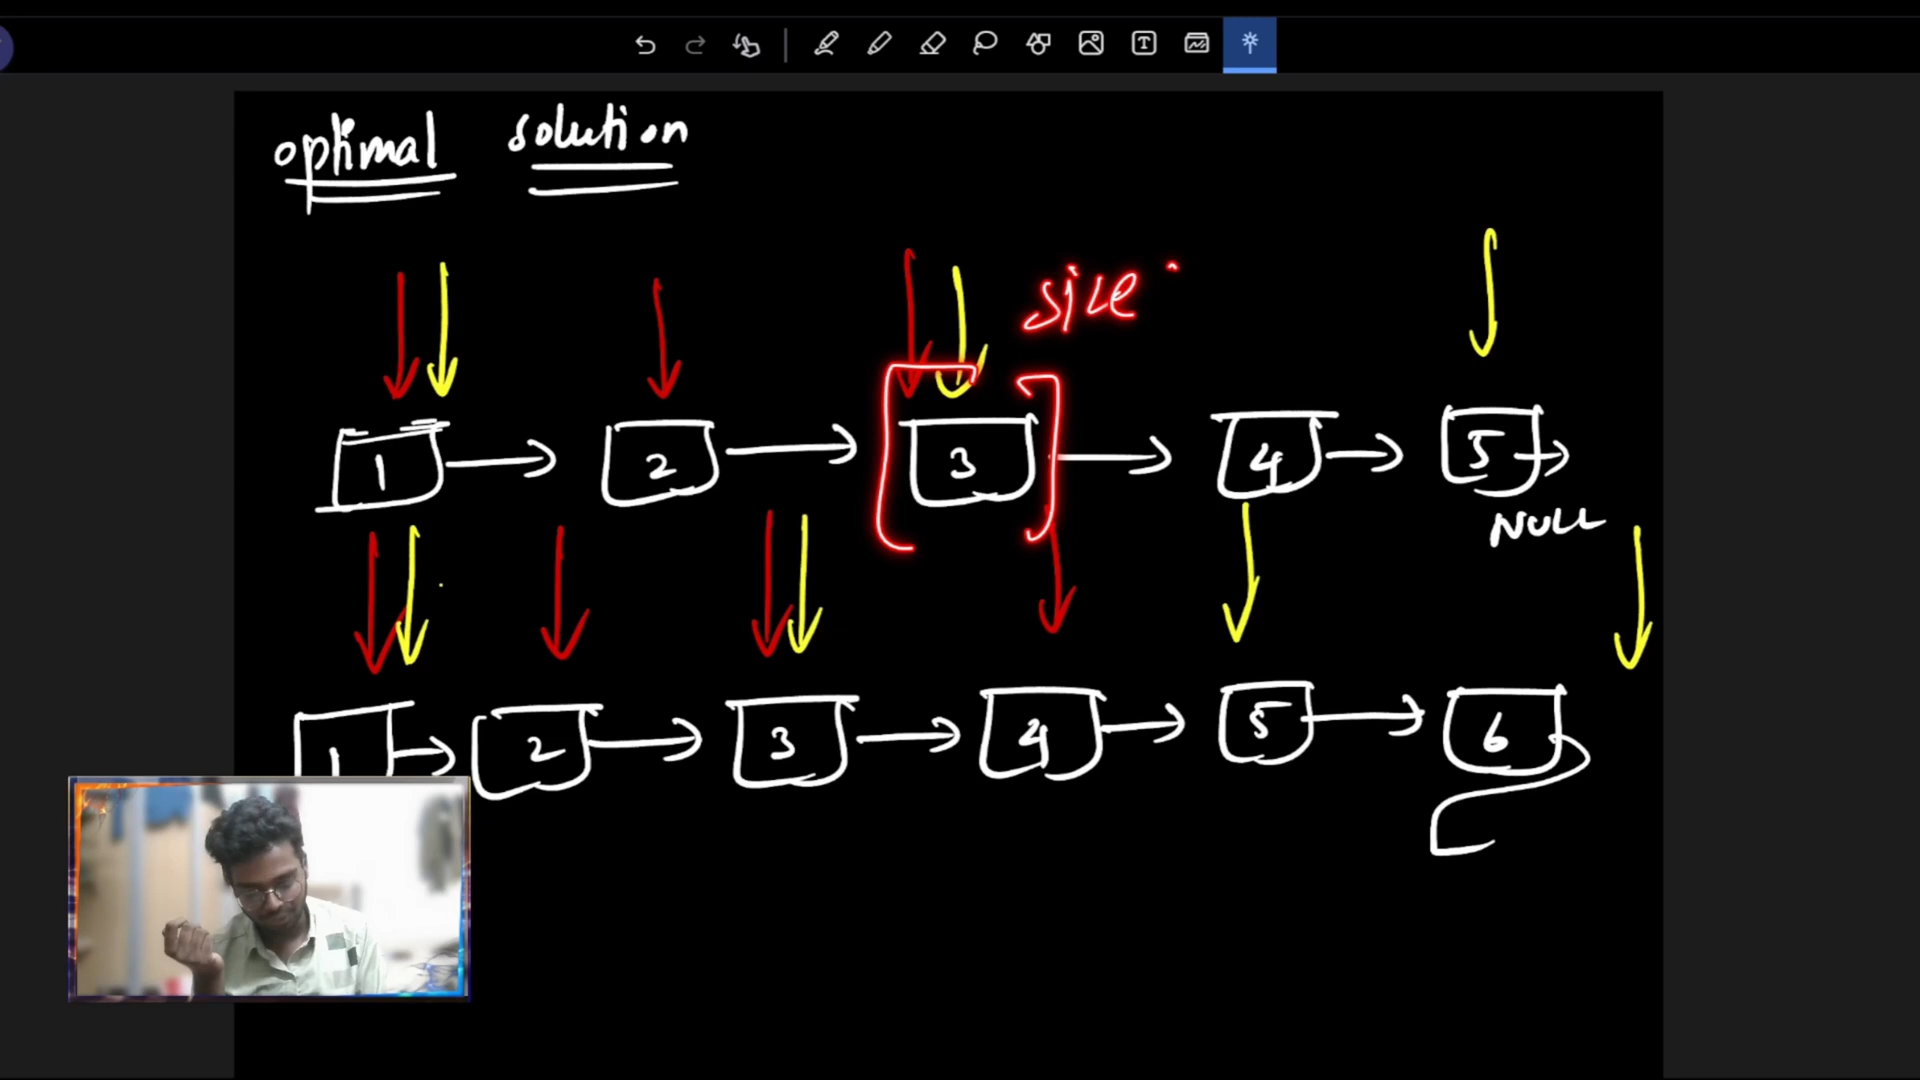 optimal solution
size
1 → 2 → 3 → 4 → 5 →
NULL
1 → 2 → 3 → 4 → 5 → 6